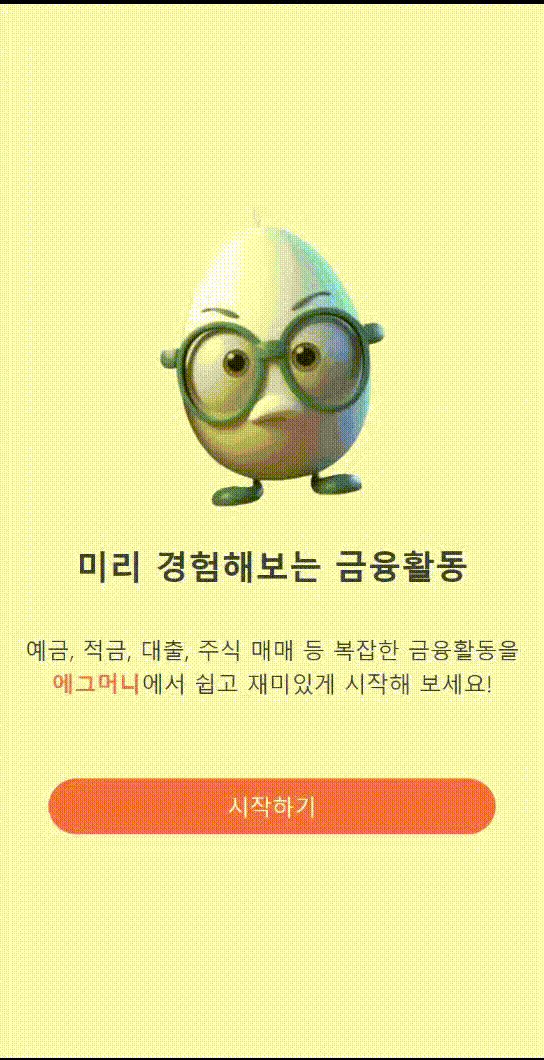 미리 경험해보는 금융활동
예금, 적금, 대출, 주식 매매 등 복잡한 금융활동을
에그머니에서 쉽고 재미있게 시작해 보세요!
시작하기